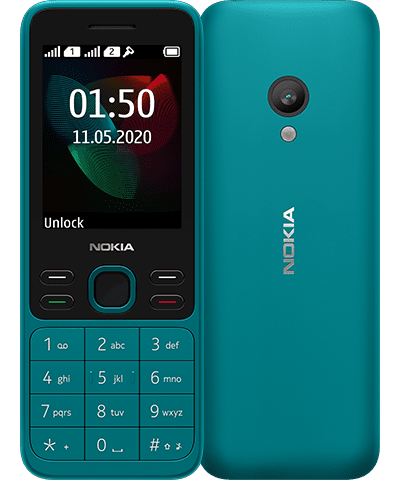 1 2
01:50
11.05.2020
Unlock
NOKIA
1 2 abc 3 def
4 ghi 5 jkl 6 mno
7 pqrs 8 tuv 9 wxyz
* + 0 #
NOKIA